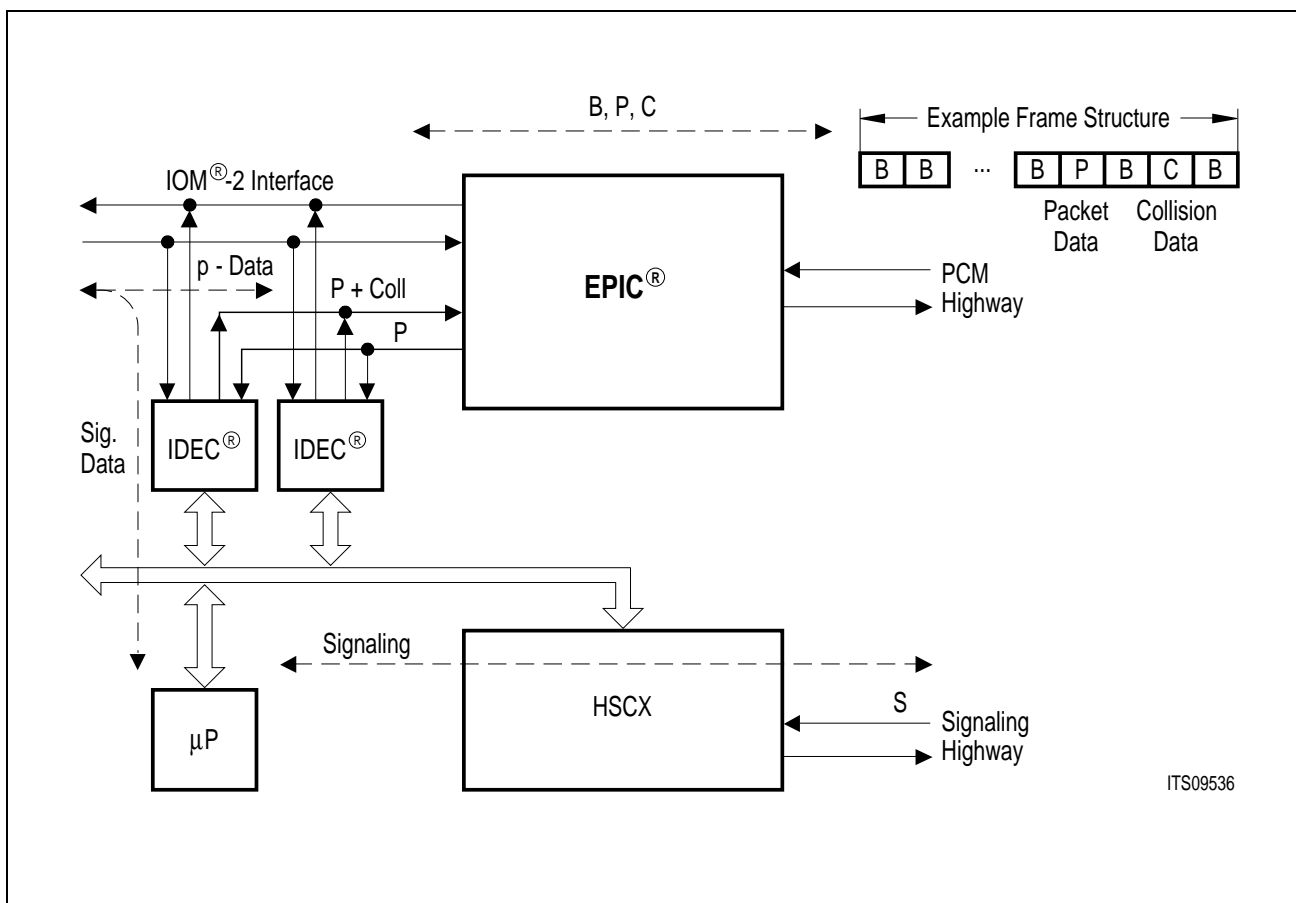 B, P, C
Example Frame Structure
B B ... B P B C B
Packet Data
Collision Data
IOM®-2 Interface
p - Data
P + Coll
P
EPIC®
PCM
Highway
Sig.
Data
IDEC®
IDEC®
Signaling
HSCX
S
Signaling
Highway
µP
ITS09536